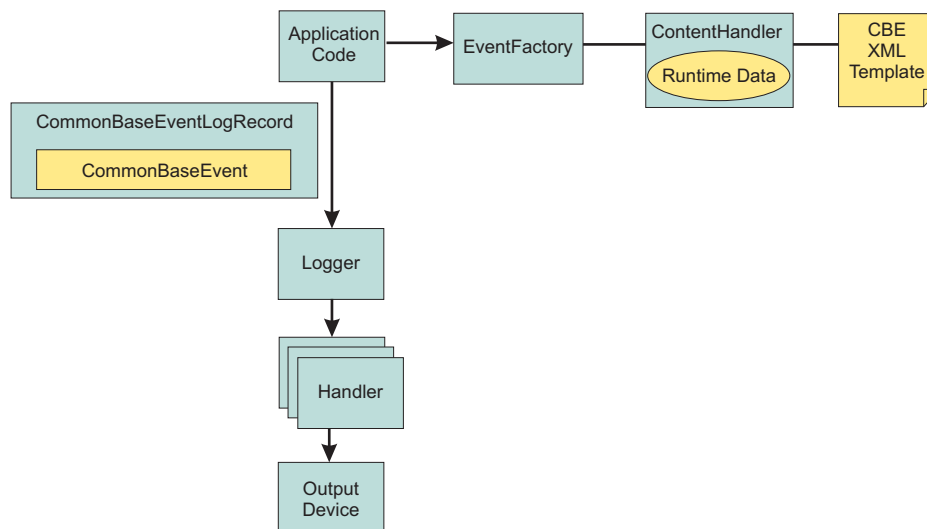 Application
Code
EventFactory
ContentHandler
Runtime Data
CBE
XML
Template
CommonBaseEventLogRecord
CommonBaseEvent
Logger
Handler
Output
Device